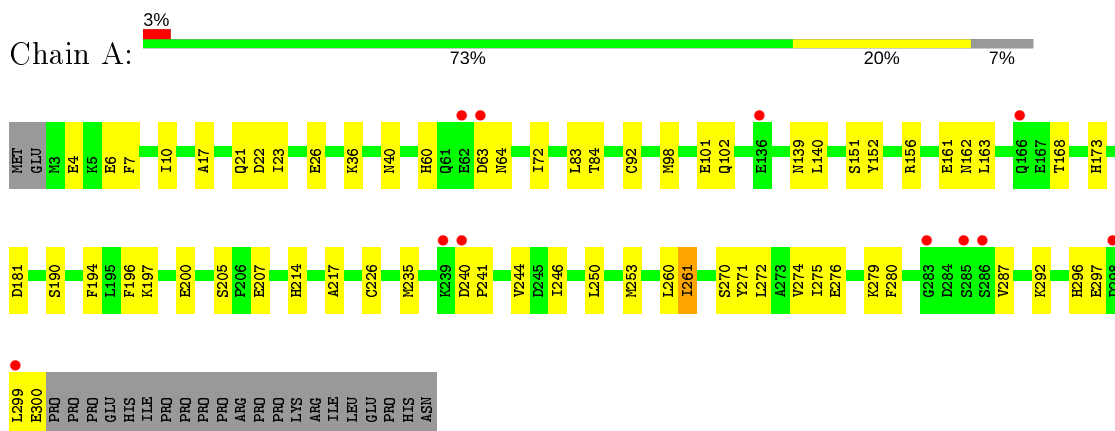 3%
Chain A:
73% 20% 7%
MET GLU M3 E4 K5 E6 F7 I10 A17 Q21 D22 I23 E26 K36 N40 H60 Q61 E62 D63 N64 I72 L83 T84 C92 M98 E101 Q102 E136 N139 L140 S151 Y152 R156 E161 N162 L163 Q166 E167 T168 H173
D181 S190 F194 L195 F196 K197 E200 S205 P206 E207 H214 A217 C226 M235 K239 D240 P241 V244 D245 I246 L250 M253 L260 I261 S270 Y271 L272 A273 V274 I275 E276 K279 F280 G283 D284 S285 S286 V287 K292 H296 E297
L299 E300 PRO PRO PRO GLU HIS ILE PRO PRO PRO PRO ARG PRO PRO LYS ARG ILE LEU GLU PRO HIS ASN